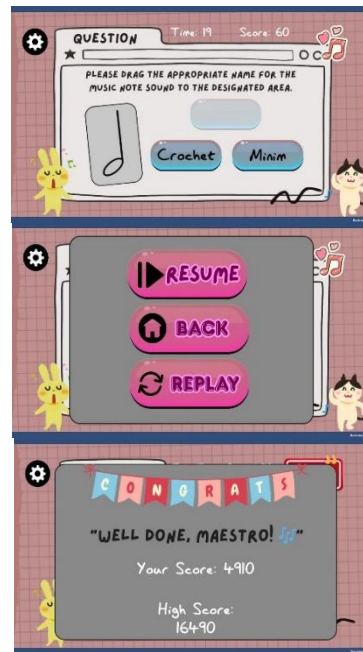 QUESTION
Time: 19
Score: 60
PLEASE DRAG THE APPROPRIATE NAME FOR THE
MUSIC NOTE SOUND TO THE DESIGNATED AREA.
Crochet
Minim
RESUME
BACK
REPLAY
CONGRATS
"WELL DONE, MAESTRO! 🎶"
Your Score: 4910
High Score:
16490